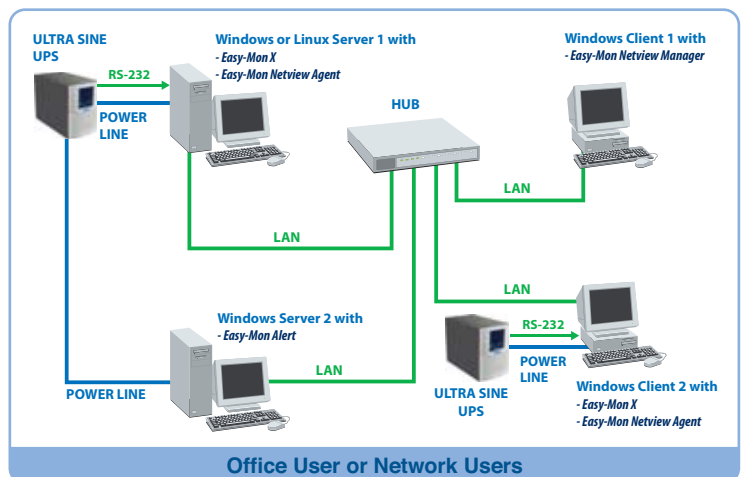 ULTRA SINE
UPS
RS-232
POWER
LINE
Windows or Linux Server 1 with
- Easy-Mon X
- Easy-Mon Netview Agent
HUB
Windows Client 1 with
- Easy-Mon Netview Manager
LAN
LAN
Windows Server 2 with
- Easy-Mon Alert
LAN
POWER LINE
LAN
RS-232
POWER
LINE
ULTRA SINE
UPS
Windows Client 2 with
- Easy-Mon X
- Easy-Mon Netview Agent
Office User or Network Users